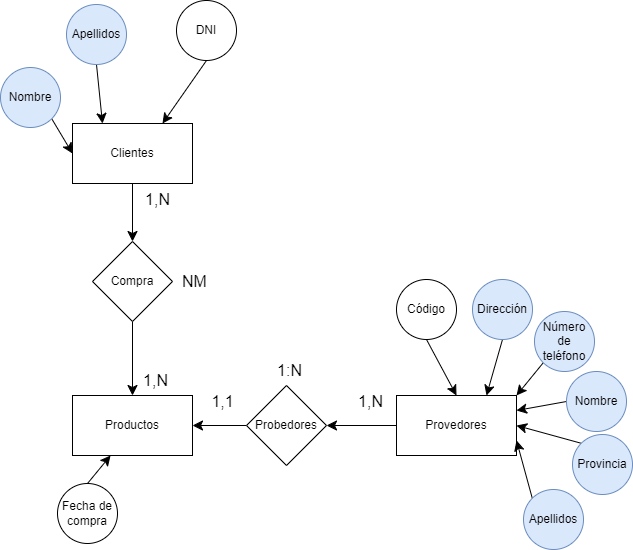 Apellidos
DNI
Nombre
Clientes
1,N
Compra
NM
Código
Dirección
Número
de
teléfono
1:N
1,N
1,1
1,N
Nombre
Productos
Probedores
Provedores
Provincia
Fecha de
compra
Apellidos